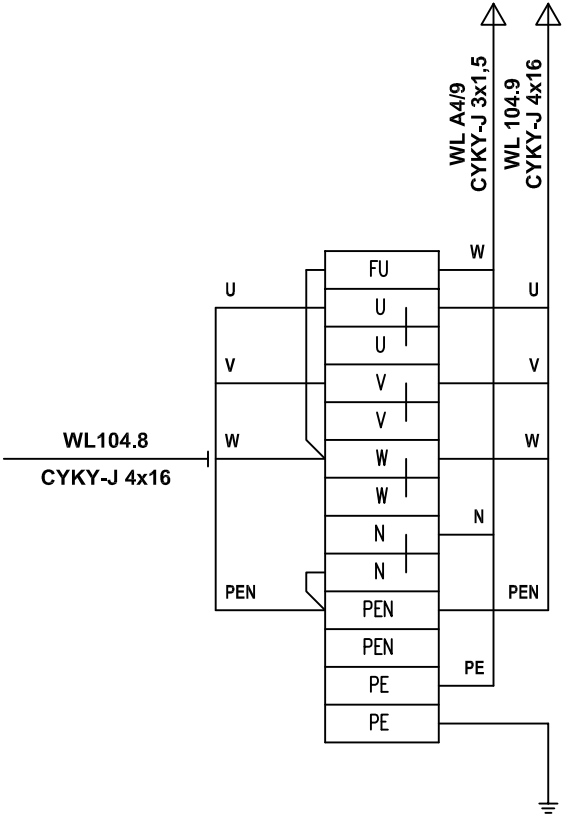 WL A4/9
CYKY-J 3x1,5
WL 104.9
CYKY-J 4x16
FU
W
U
U
U
U
V
V
V
V
WL104.8
CYKY-J 4x16
W
W
W
W
N
N
N
PEN
PEN
PEN
PEN
PE
PE
PE